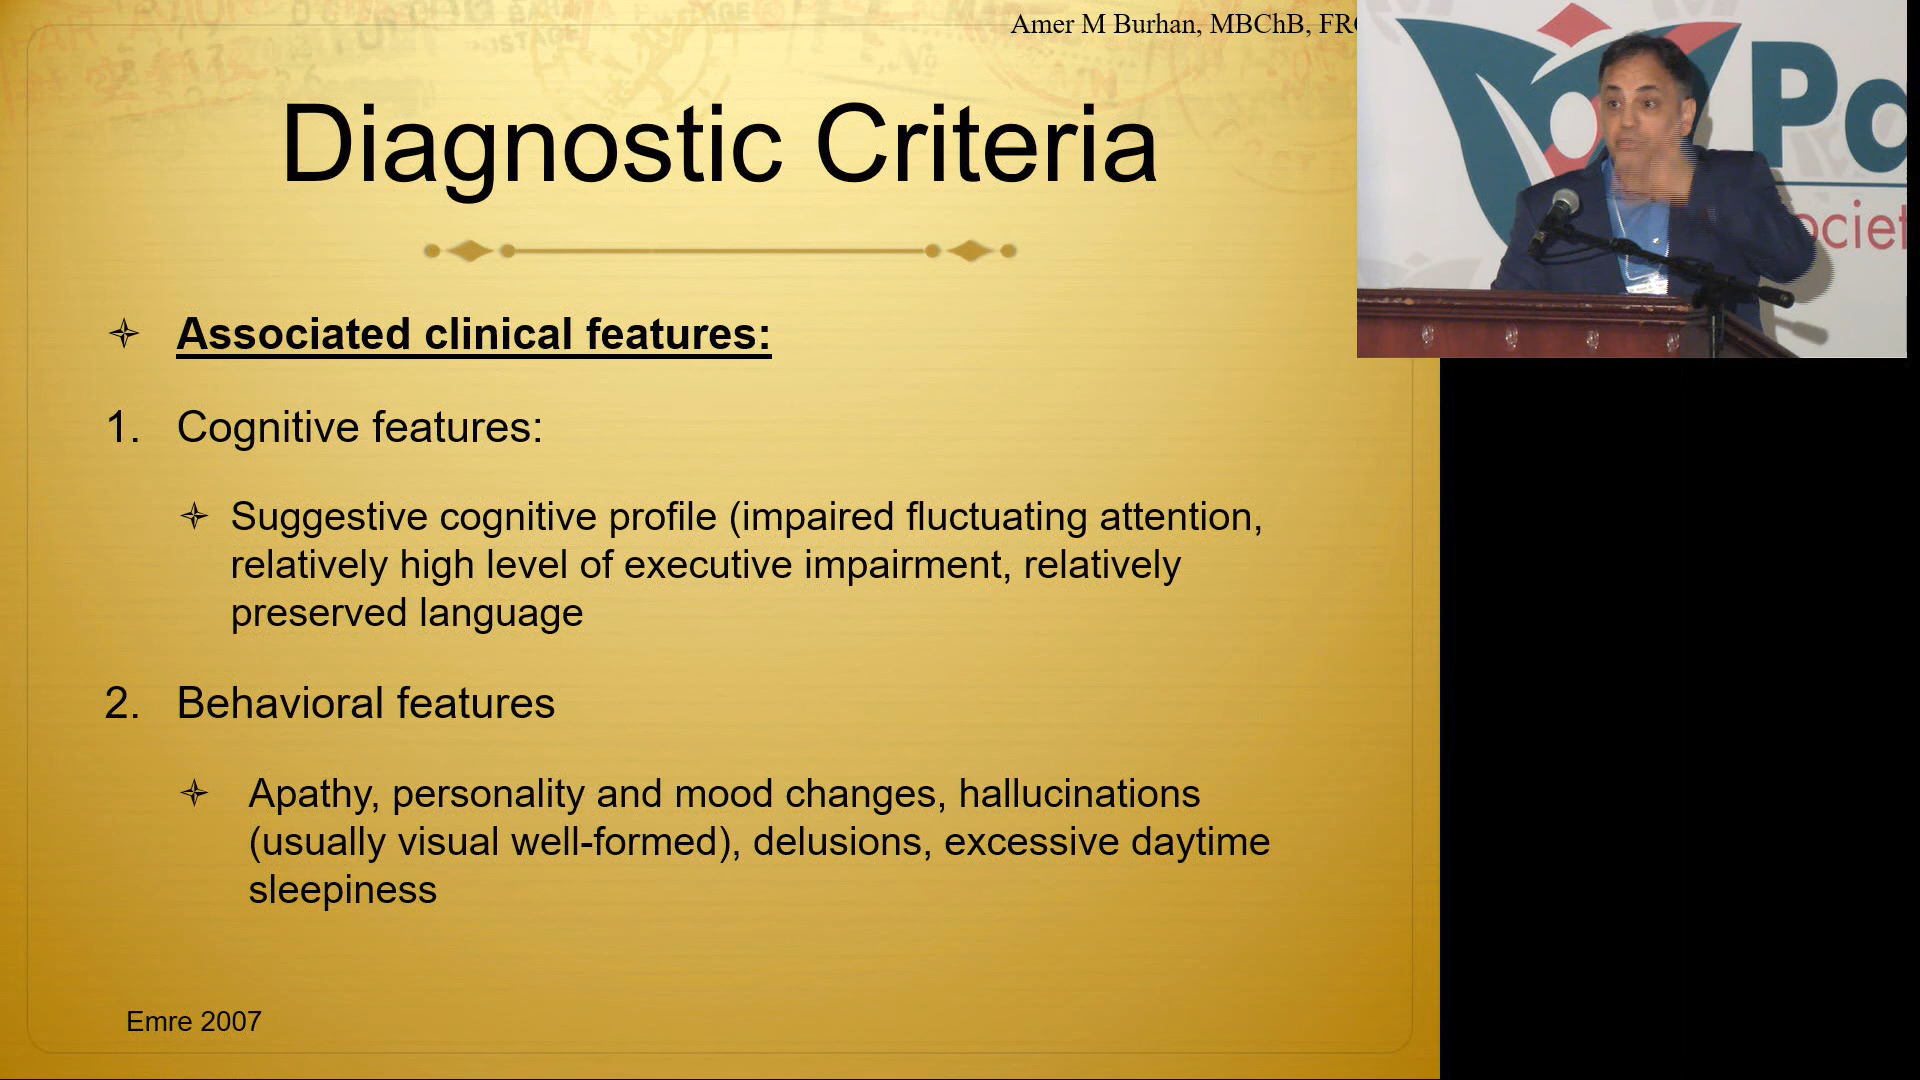 Amer M Burhan, MBChB,
Diagnostic Criteria
Associated clinical features:
1. Cognitive features:
Suggestive cognitive profile (impaired fluctuating attention,
relatively high level of executive impairment, relatively
preserved language
2. Behavioral features
Apathy, personality and mood changes, hallucinations
(usually visual well-formed), delusions, excessive daytime
sleepiness
Emre 2007